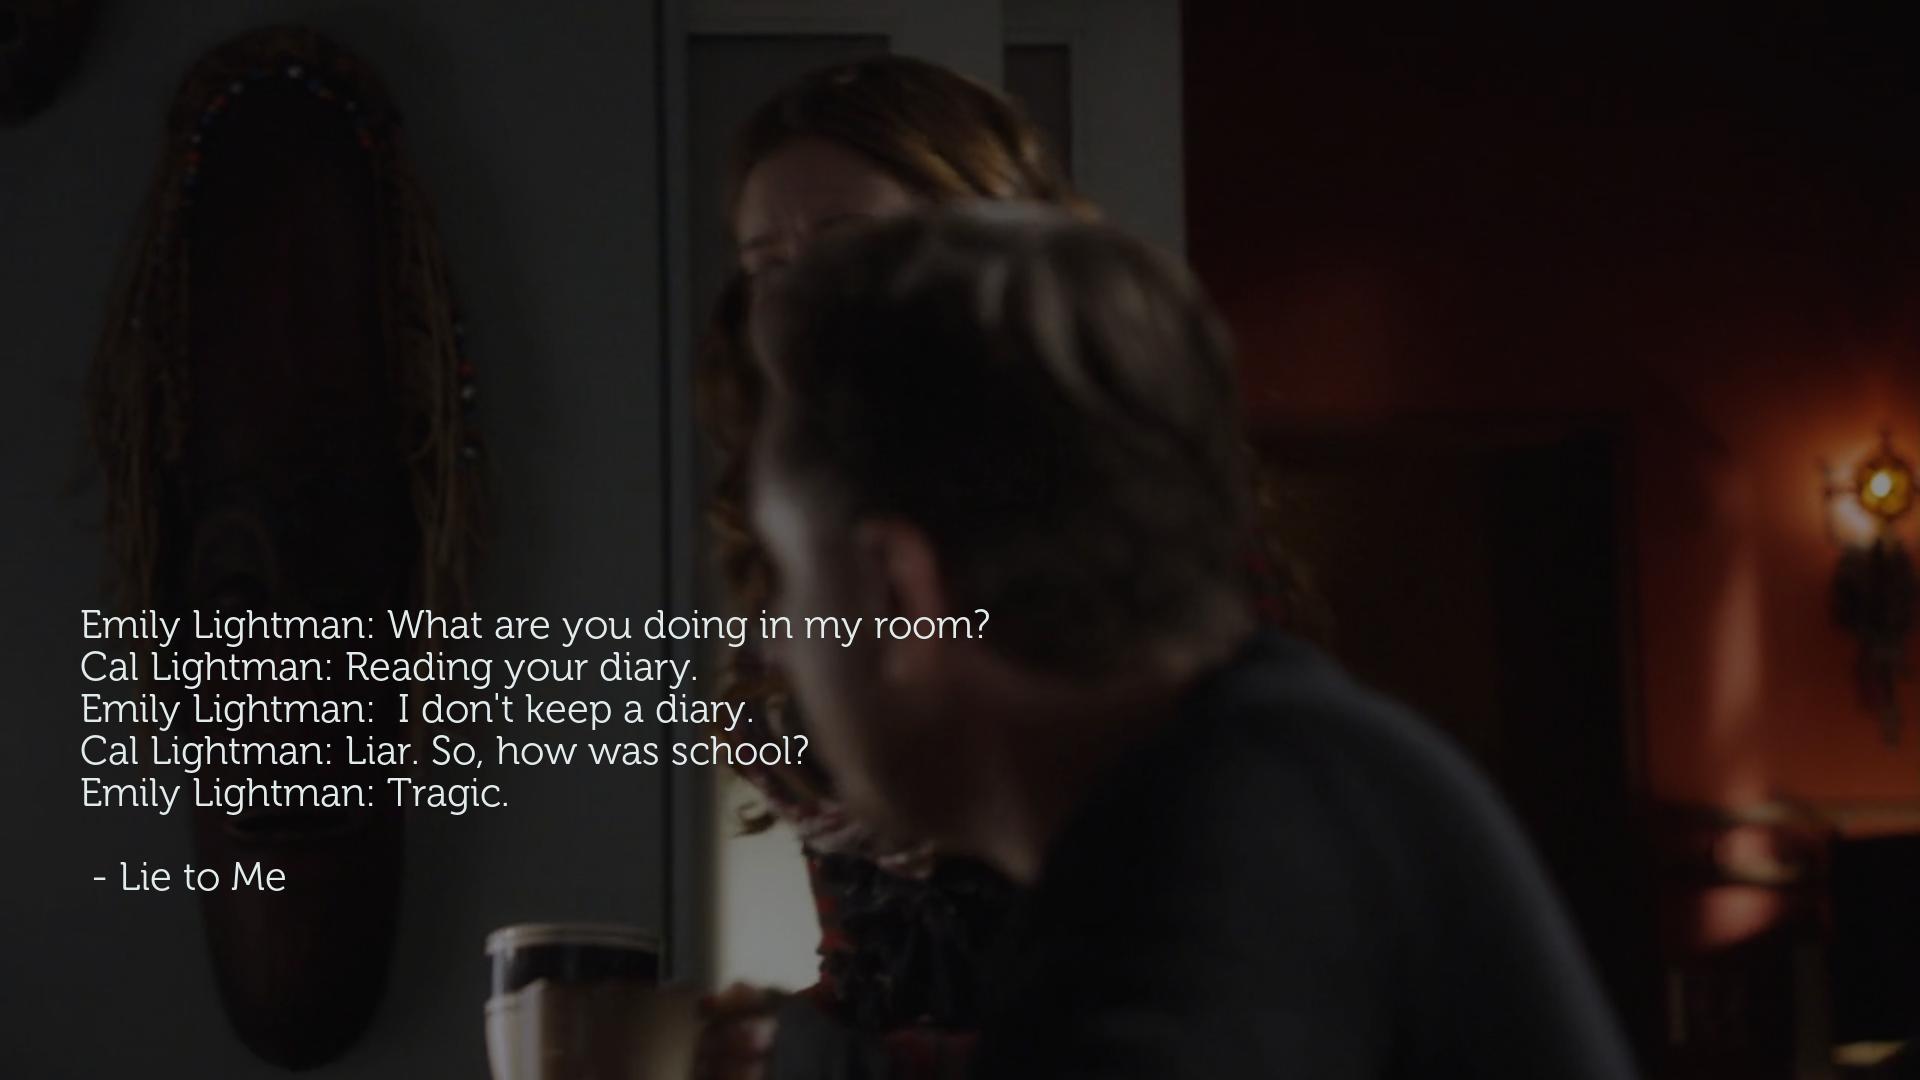 Emily Lightman: What are you doing in my room?
Cal Lightman: Reading your diary.
Emily Lightman:  I don't keep a diary.
Cal Lightman: Liar. So, how was school?
Emily Lightman: Tragic.
- Lie to Me